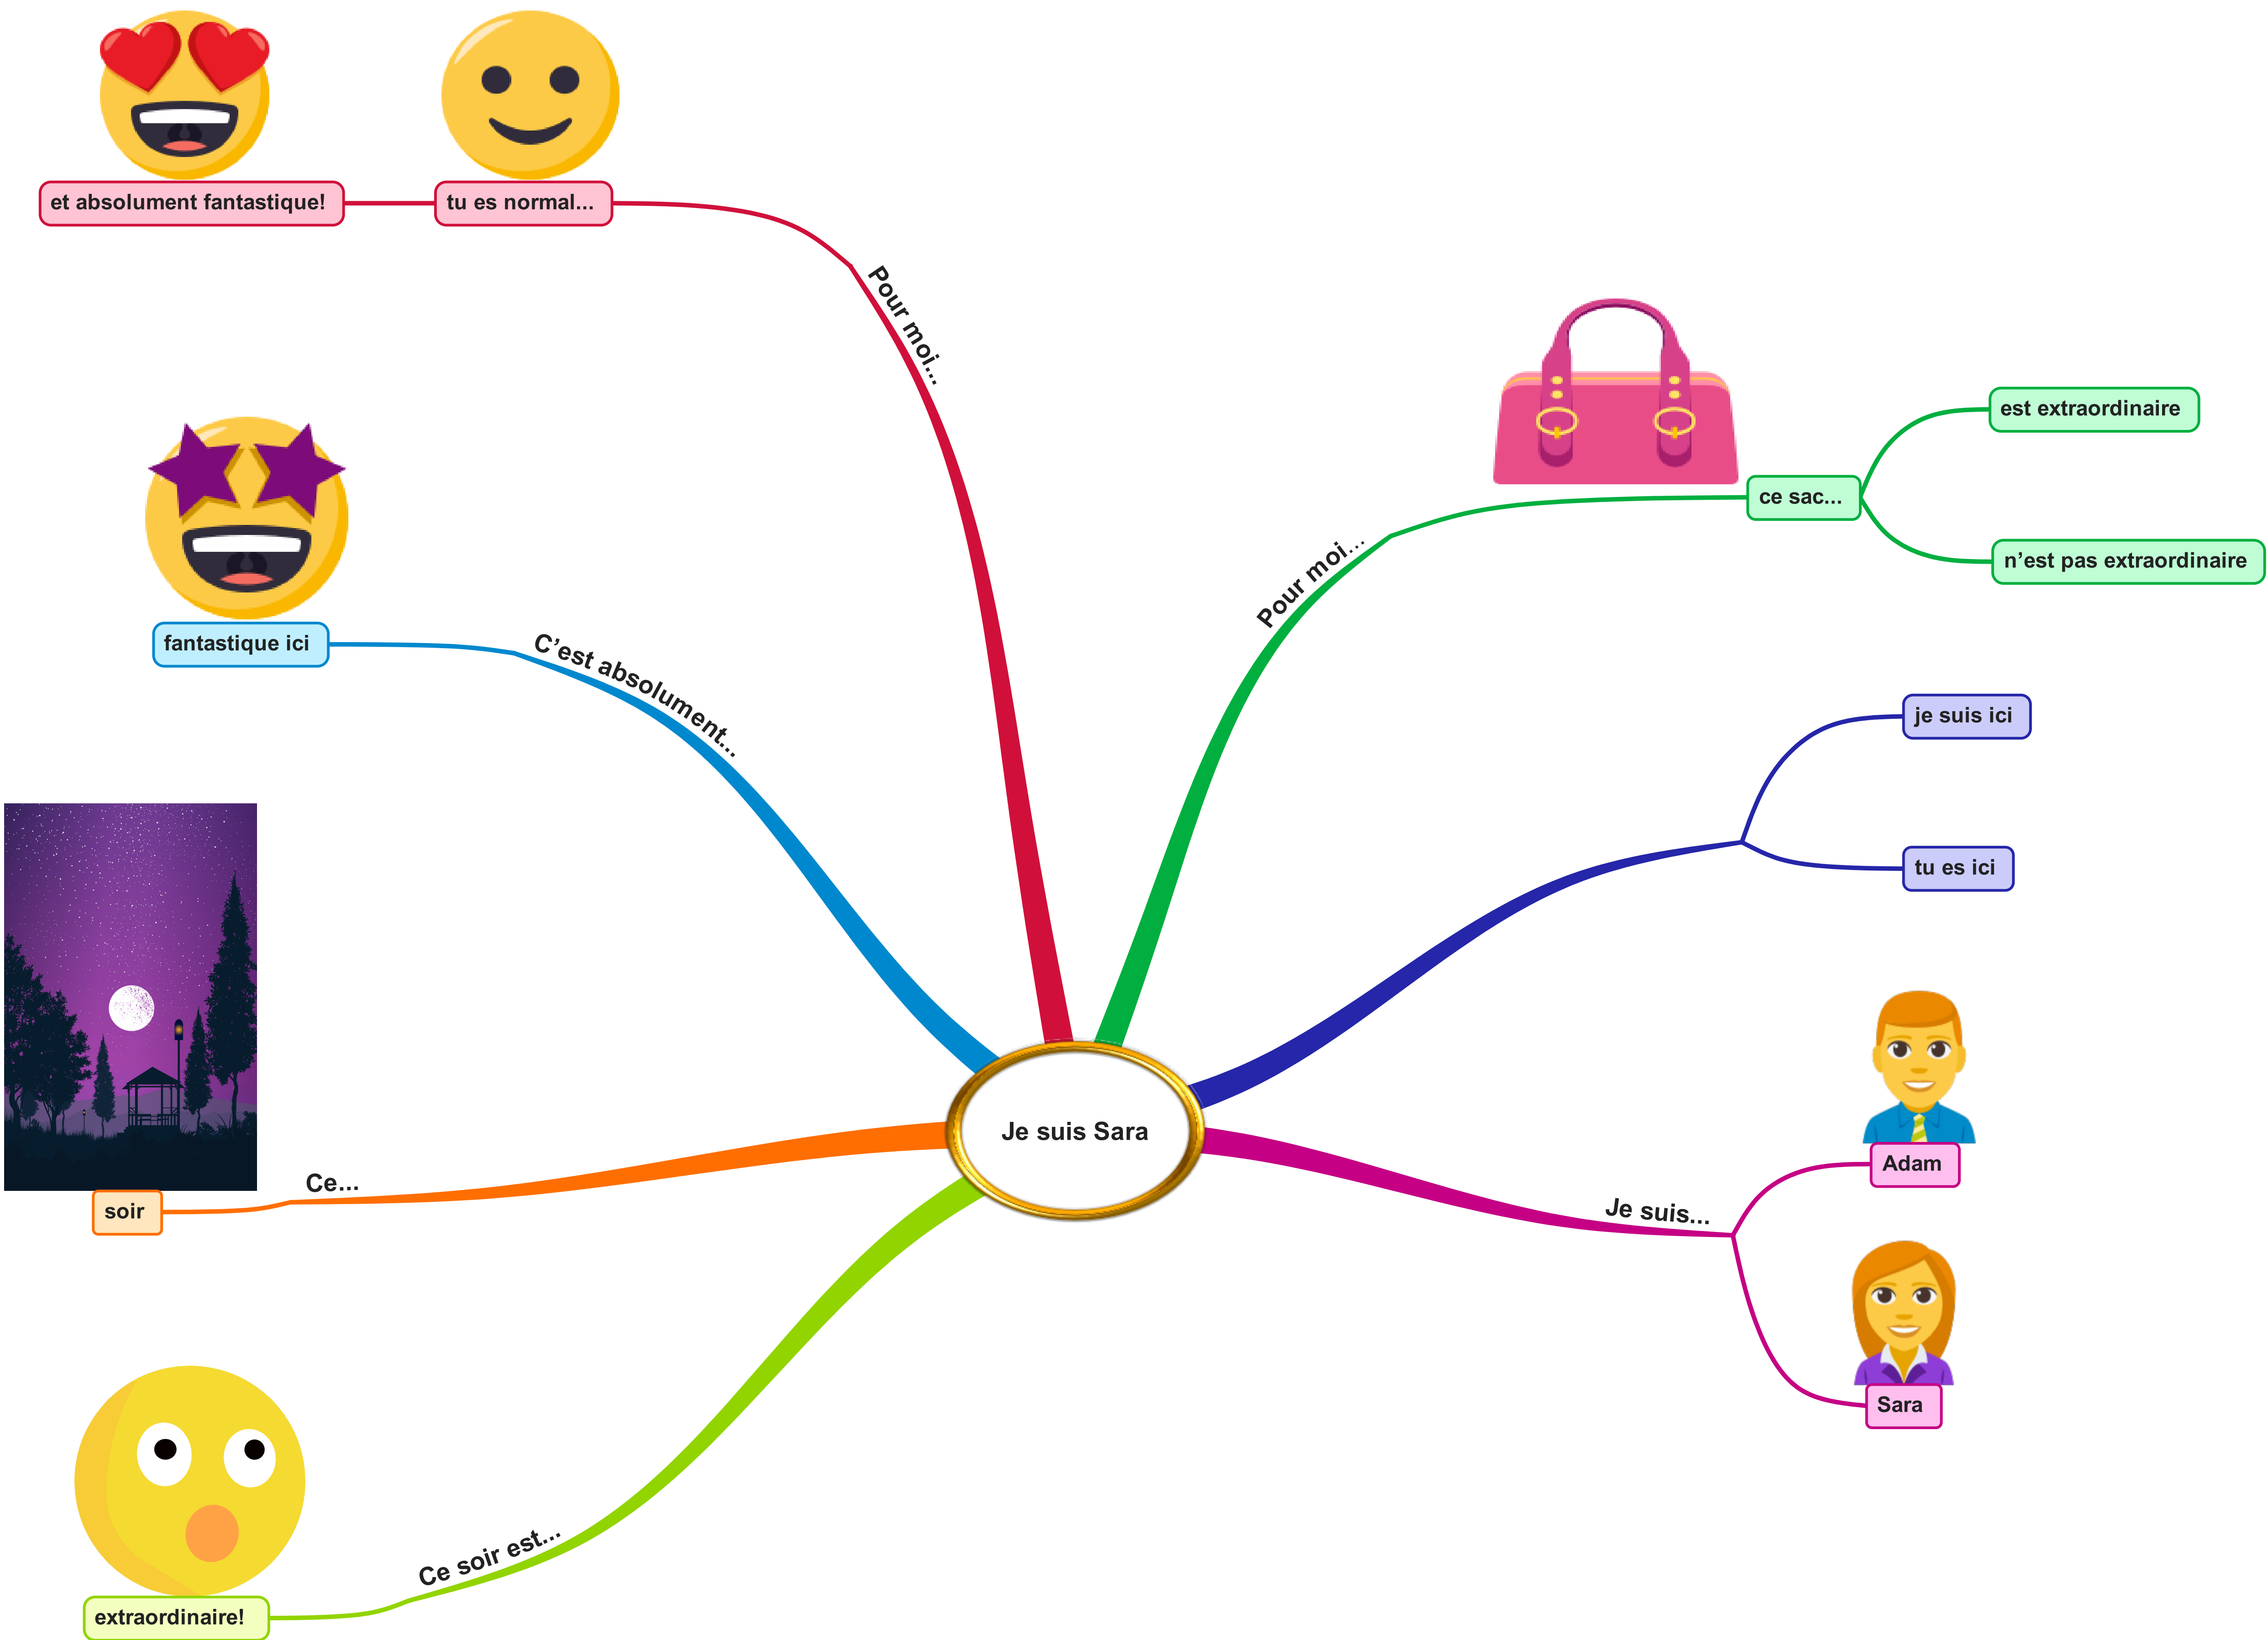 et absolument fantastique!
tu es normal...
Pour moi...
fantastique ici
C’est absolument...
soir
Ce...
extraordinaire!
Ce soir est...
Je suis Sara
Pour moi...
ce sac...
est extraordinaire
n’est pas extraordinaire
je suis ici
tu es ici
Je suis...
Adam
Sara